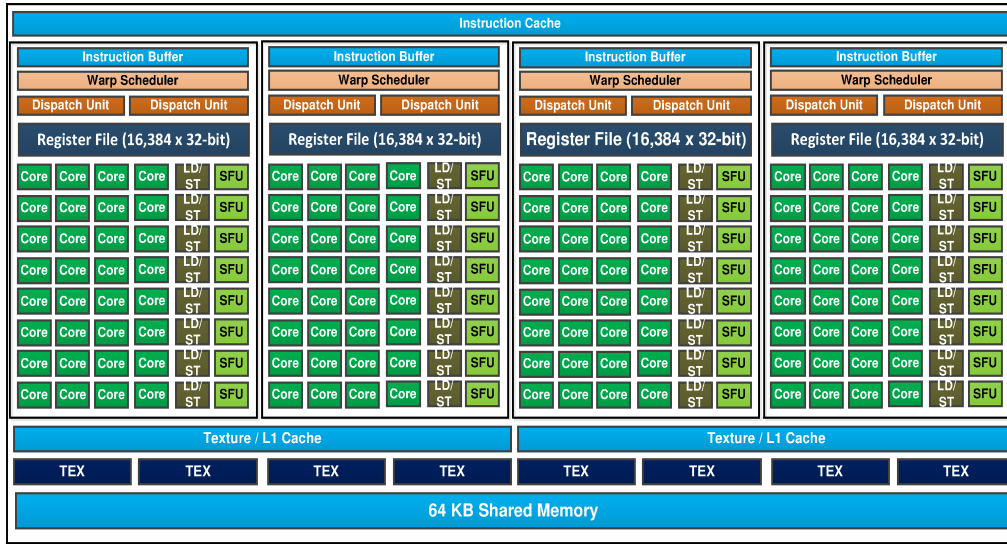 Instruction Cache
Instruction Buffer Instruction Buffer Instruction Buffer Instruction Buffer
Warp Scheduler Warp Scheduler Warp Scheduler Warp Scheduler
Dispatch Unit Dispatch Unit Dispatch Unit Dispatch Unit Dispatch Unit Dispatch Unit Dispatch Unit Dispatch Unit
Register File (16,384 x 32-bit) Register File (16,384 x 32-bit) Register File (16,384 x 32-bit) Register File (16,384 x 32-bit)
Core Core Core Core LD/ST SFU Core Core Core Core LD/ST SFU Core Core Core Core LD/ST SFU Core Core Core Core LD/ST SFU
Core Core Core Core LD/ST SFU Core Core Core Core LD/ST SFU Core Core Core Core LD/ST SFU Core Core Core Core LD/ST SFU
Core Core Core Core LD/ST SFU Core Core Core Core LD/ST SFU Core Core Core Core LD/ST SFU Core Core Core Core LD/ST SFU
Core Core Core Core LD/ST SFU Core Core Core Core LD/ST SFU Core Core Core Core LD/ST SFU Core Core Core Core LD/ST SFU
Core Core Core Core LD/ST SFU Core Core Core Core LD/ST SFU Core Core Core Core LD/ST SFU Core Core Core Core LD/ST SFU
Core Core Core Core LD/ST SFU Core Core Core Core LD/ST SFU Core Core Core Core LD/ST SFU Core Core Core Core LD/ST SFU
Core Core Core Core LD/ST SFU Core Core Core Core LD/ST SFU Core Core Core Core LD/ST SFU Core Core Core Core LD/ST SFU
Core Core Core Core LD/ST SFU Core Core Core Core LD/ST SFU Core Core Core Core LD/ST SFU Core Core Core Core LD/ST SFU
Texture / L1 Cache Texture / L1 Cache
TEX TEX TEX TEX TEX TEX TEX TEX
64 KB Shared Memory